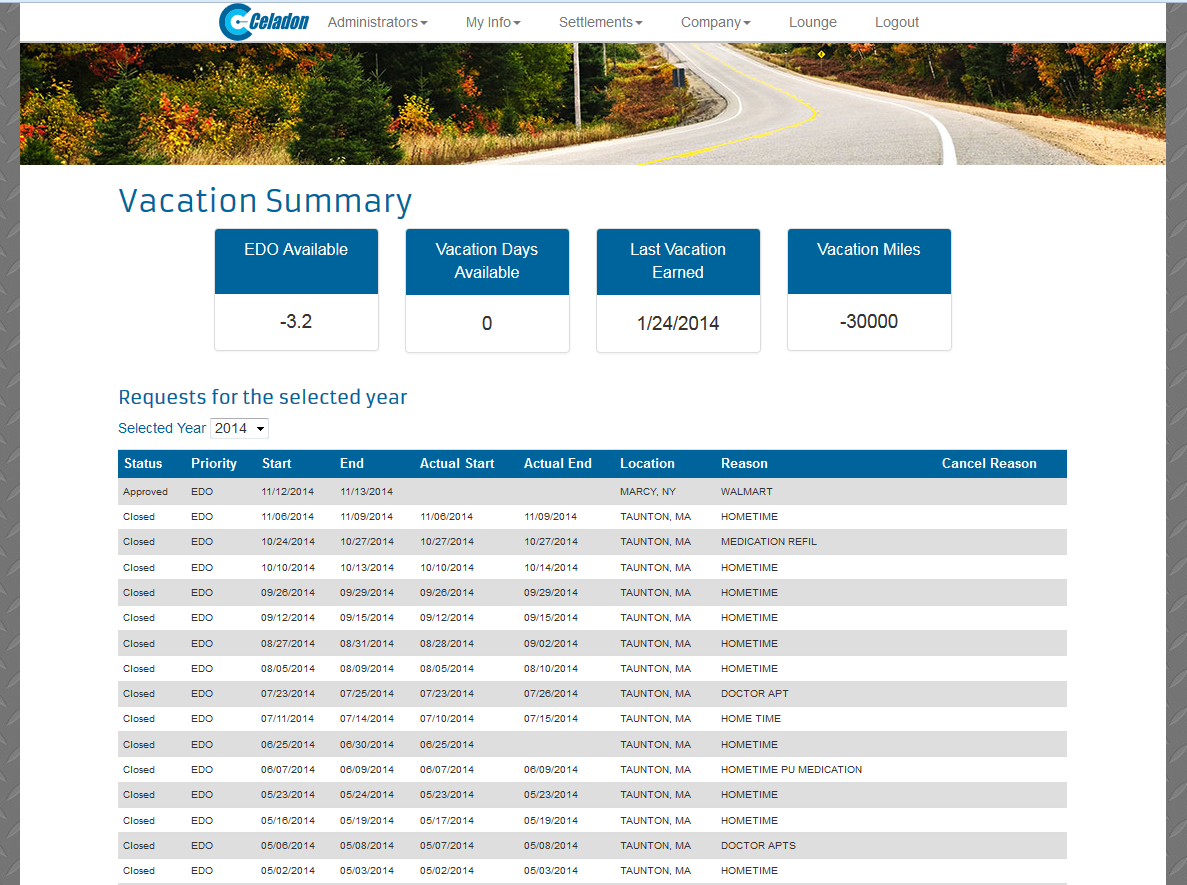 Celadon Administrators My Info Settlements Company Lounge Logout
Vacation Summary
EDO Available
-3.2
Vacation Days
Available
0
Last Vacation
Earned
1/24/2014
Vacation Miles
-30000
Requests for the selected year
Selected Year 2014
Status Priority Start End Actual Start Actual End Location Reason Cancel Reason
Approved EDO 11/12/2014 11/13/2014 MARCY, NY WALMART
Closed EDO 11/06/2014 11/09/2014 11/06/2014 11/09/2014 TAUNTON, MA HOMETIME
Closed EDO 10/24/2014 10/27/2014 10/27/2014 10/27/2014 TAUNTON, MA MEDICATION REFIL
Closed EDO 10/10/2014 10/13/2014 10/10/2014 10/14/2014 TAUNTON, MA HOMETIME
Closed EDO 09/26/2014 09/29/2014 09/26/2014 09/29/2014 TAUNTON, MA HOMETIME
Closed EDO 09/12/2014 09/15/2014 09/12/2014 09/15/2014 TAUNTON, MA HOMETIME
Closed EDO 08/27/2014 08/31/2014 08/28/2014 09/02/2014 TAUNTON, MA HOMETIME
Closed EDO 08/05/2014 08/09/2014 08/05/2014 08/10/2014 TAUNTON, MA HOMETIME
Closed EDO 07/23/2014 07/25/2014 07/23/2014 07/26/2014 TAUNTON, MA DOCTOR APT
Closed EDO 07/11/2014 07/14/2014 07/10/2014 07/15/2014 TAUNTON, MA HOME TIME
Closed EDO 06/25/2014 06/30/2014 06/25/2014 TAUNTON, MA HOMETIME
Closed EDO 06/07/2014 06/09/2014 06/07/2014 06/09/2014 TAUNTON, MA HOMETIME PU MEDICATION
Closed EDO 05/23/2014 05/24/2014 05/23/2014 05/23/2014 TAUNTON, MA HOMETIME
Closed EDO 05/16/2014 05/19/2014 05/17/2014 05/19/2014 TAUNTON, MA HOMETIME
Closed EDO 05/06/2014 05/08/2014 05/07/2014 05/08/2014 TAUNTON, MA DOCTOR APTS
Closed EDO 05/02/2014 05/03/2014 05/02/2014 05/03/2014 TAUNTON, MA HOMETIME